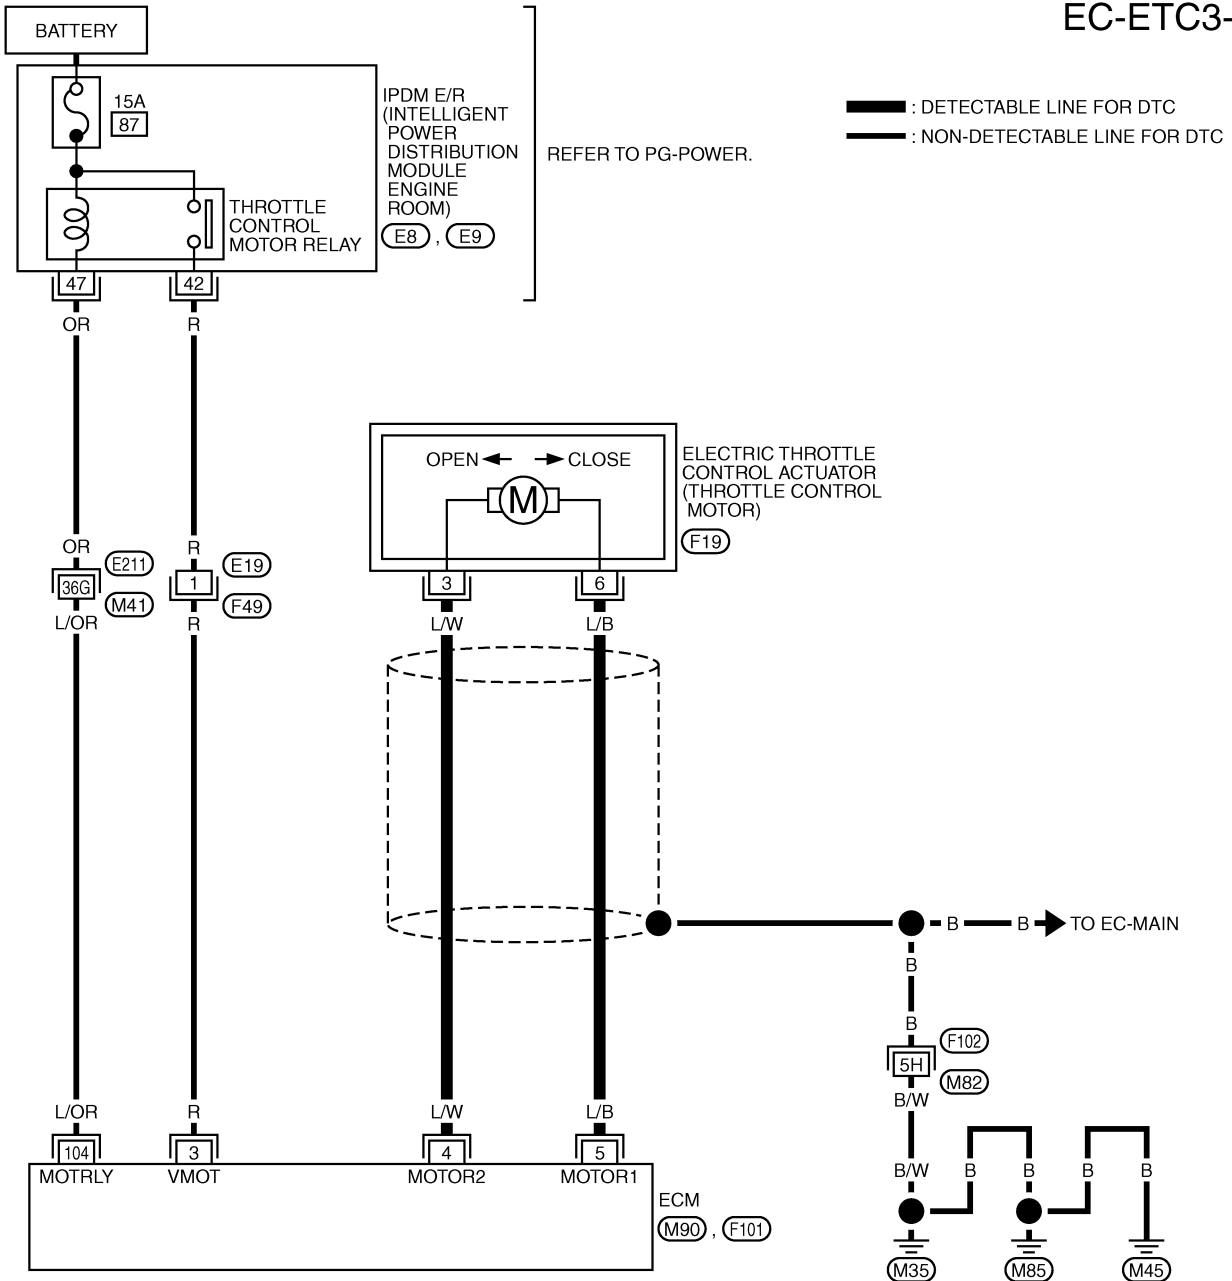 EC-ETC3-
BATTERY
15A
87
IPDM E/R
(INTELLIGENT
POWER
DISTRIBUTION
MODULE
ENGINE
ROOM)
E8 , E9
REFER TO PG-POWER.
: DETECTABLE LINE FOR DTC
: NON-DETECTABLE LINE FOR DTC
THROTTLE
CONTROL
MOTOR RELAY
47 42
OR R
OPEN CLOSE
M
ELECTRIC THROTTLE
CONTROL ACTUATOR
(THROTTLE CONTROL
MOTOR)
F19
OR R
E211 E19
36G 1
M41 F49
L/OR R
3 6
L/W L/B
B B TO EC-MAIN
B
B
F102
5H
M82
B/W
L/OR R L/W L/B
104 3 4 5
MOTRLY VMOT MOTOR2 MOTOR1
B/W B B B B
ECM
M90 , F101
M35 M85 M45